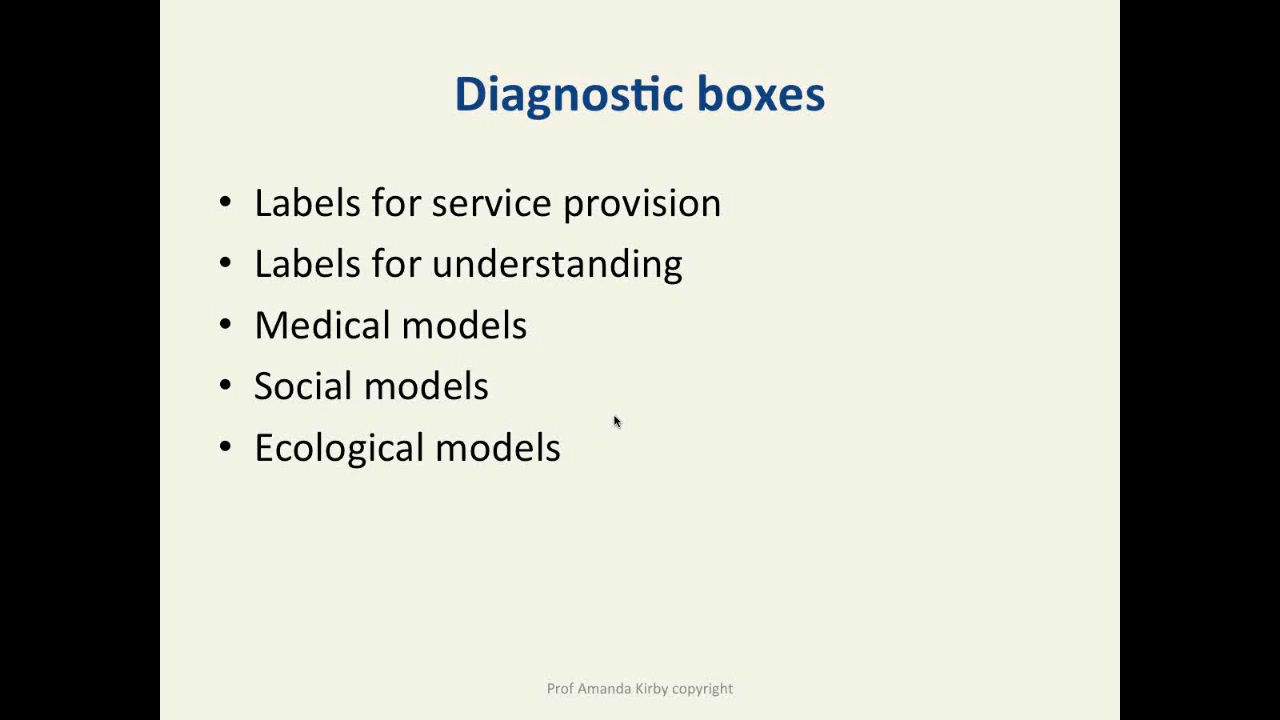 Diagnostic boxes
• Labels for service provision
• Labels for understanding
• Medical models
• Social models
• Ecological models
Prof Amanda Kirby copyright